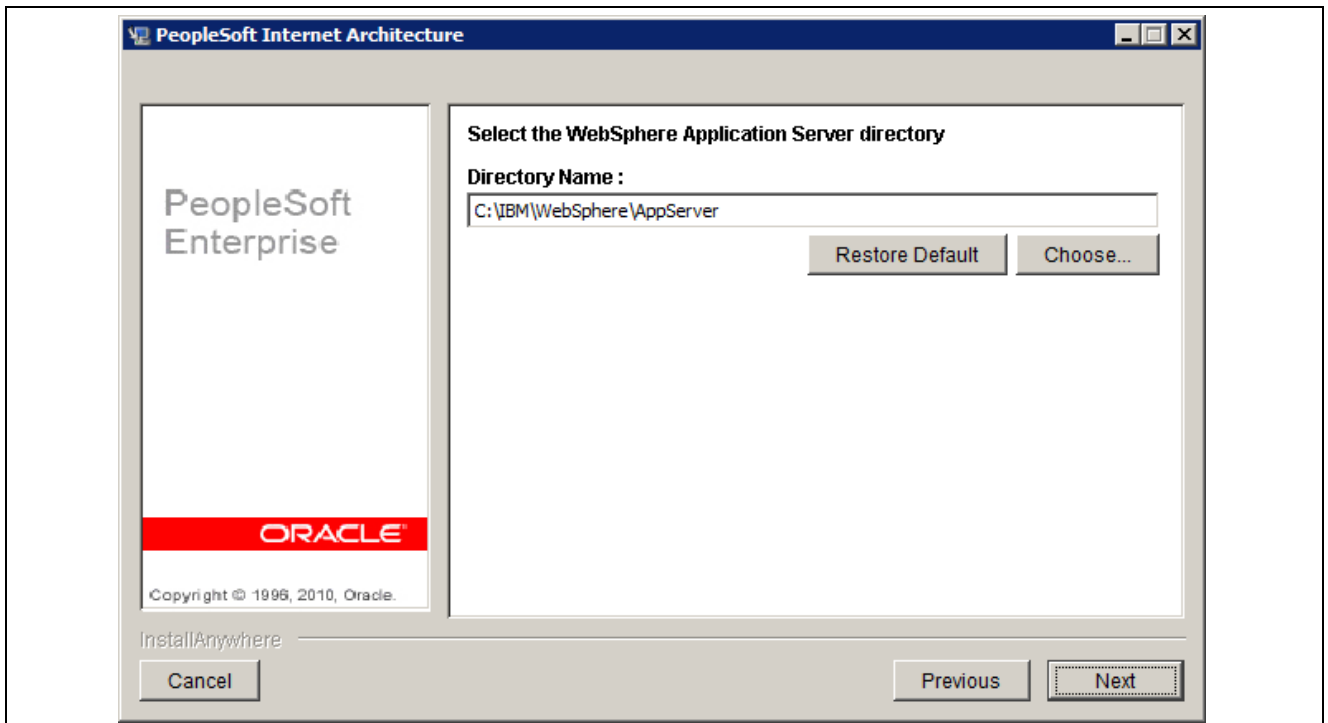 PeopleSoft Internet Architecture
PeopleSoft
Enterprise
ORACLE
Copyright © 1996, 2010, Oracle.
Select the WebSphere Application Server directory
Directory Name :
C:\IBM\WebSphere\AppServer
Restore Default
Choose...
InstallAnywhere
Cancel
Previous
Next